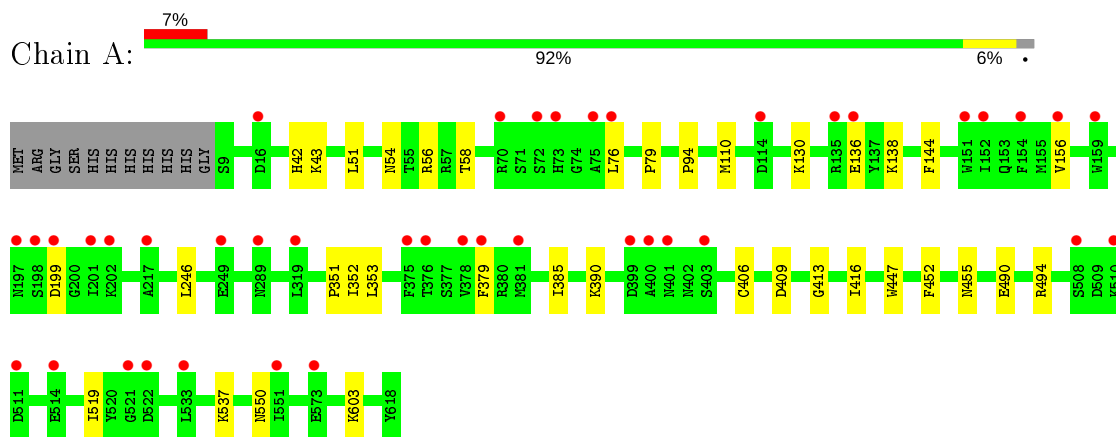 7%
Chain A:
92% 6% •
MET ARG GLY SER HIS HIS HIS HIS HIS HIS GLY S9 D16 H42 K43 L51 N54 T55 R56 R57 T58 R70 S71 S72 H73 G74 A75 L76 P79 P94 M110 D114 K130 R135 E136 Y137 K138 F144 W151 I152 Q153 F154 M155 V156 W159
N197 S198 D199 G200 I201 K202 A217 L246 E249 N289 L319 P351 I352 L353 F375 T376 S377 V378 F379 R380 M381 I385 K390 D399 A400 N401 N402 S403 C406 D409 G413 I416 W447 F452 N455 E490 R494 S508 D509 K510
D511 E514 I519 Y520 G521 D522 L533 K537 N550 I551 E573 K603 Y618